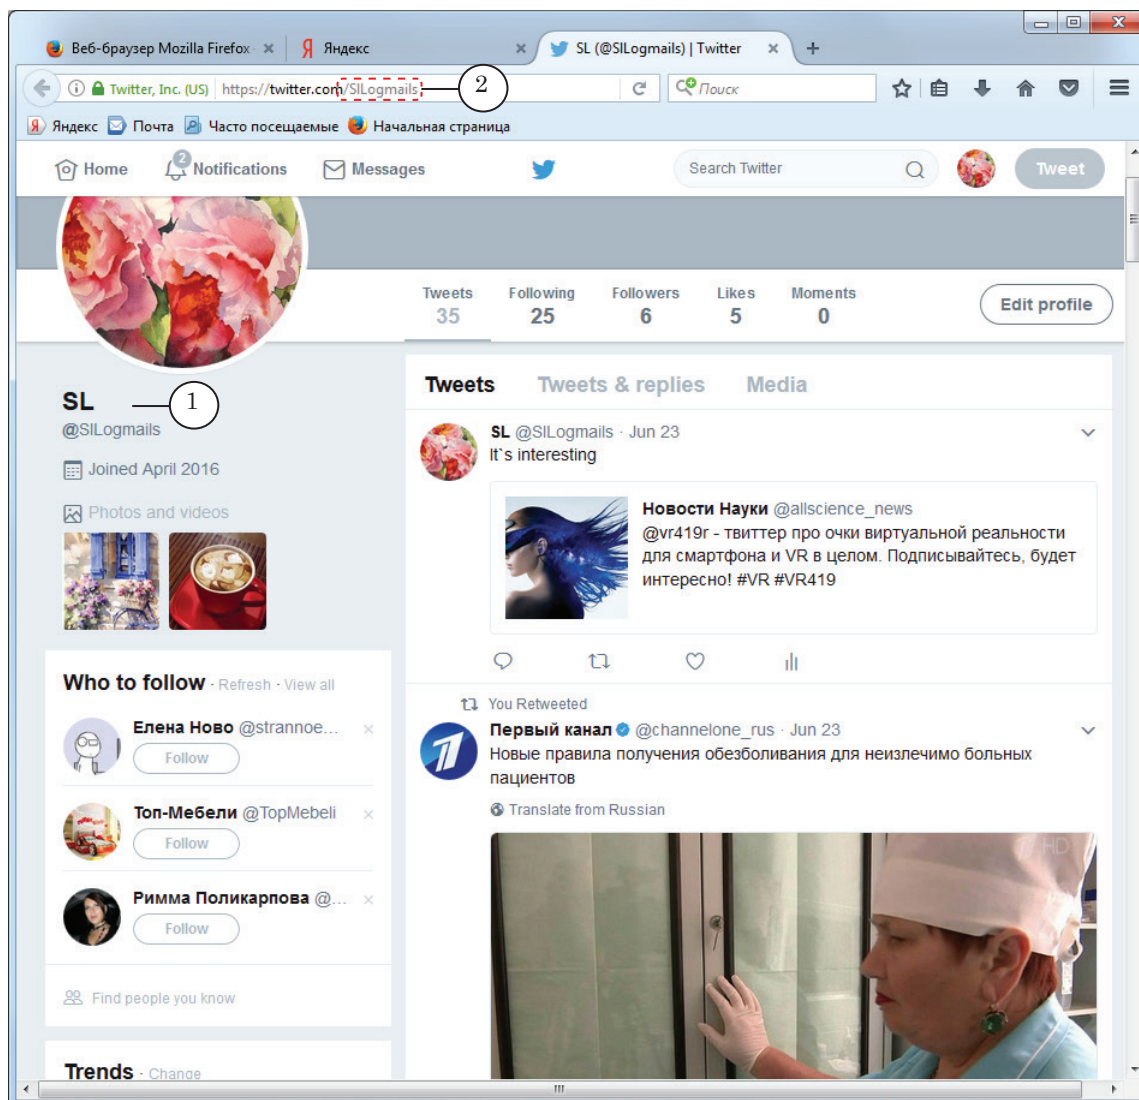 Веб-браузер Mozilla Firefox
Яндекс
SL (@SlLogmails) | Twitter
Twitter, Inc. (US)
https://twitter.com/SlLogmails
2
Поиск
Яндекс
Почта
Часто посещаемые
Начальная страница
Home
2
Notifications
Messages
Search Twitter
Tweet
Tweets
35
Following
25
Followers
6
Likes
5
Moments
0
Edit profile
SL
1
@SlLogmails
Joined April 2016
Photos and videos
Who to follow · Refresh · View all
Елена Ново @strannoe...
Follow
Топ-Мебели @TopMebeli
Follow
Римма Поликарпова @...
Follow
Find people you know
Trends · Change
Tweets
Tweets & replies
Media
SL @SlLogmails · Jun 23
It`s interesting
Новости Науки @allscience_news
@vr419r - твиттер про очки виртуальной реальности
для смартфона и VR в целом. Подписывайтесь, будет
интересно! #VR #VR419
You Retweeted
Первый канал @channelone_rus · Jun 23
Новые правила получения обезболивания для неизлечимо больных
пациентов
Translate from Russian
HD